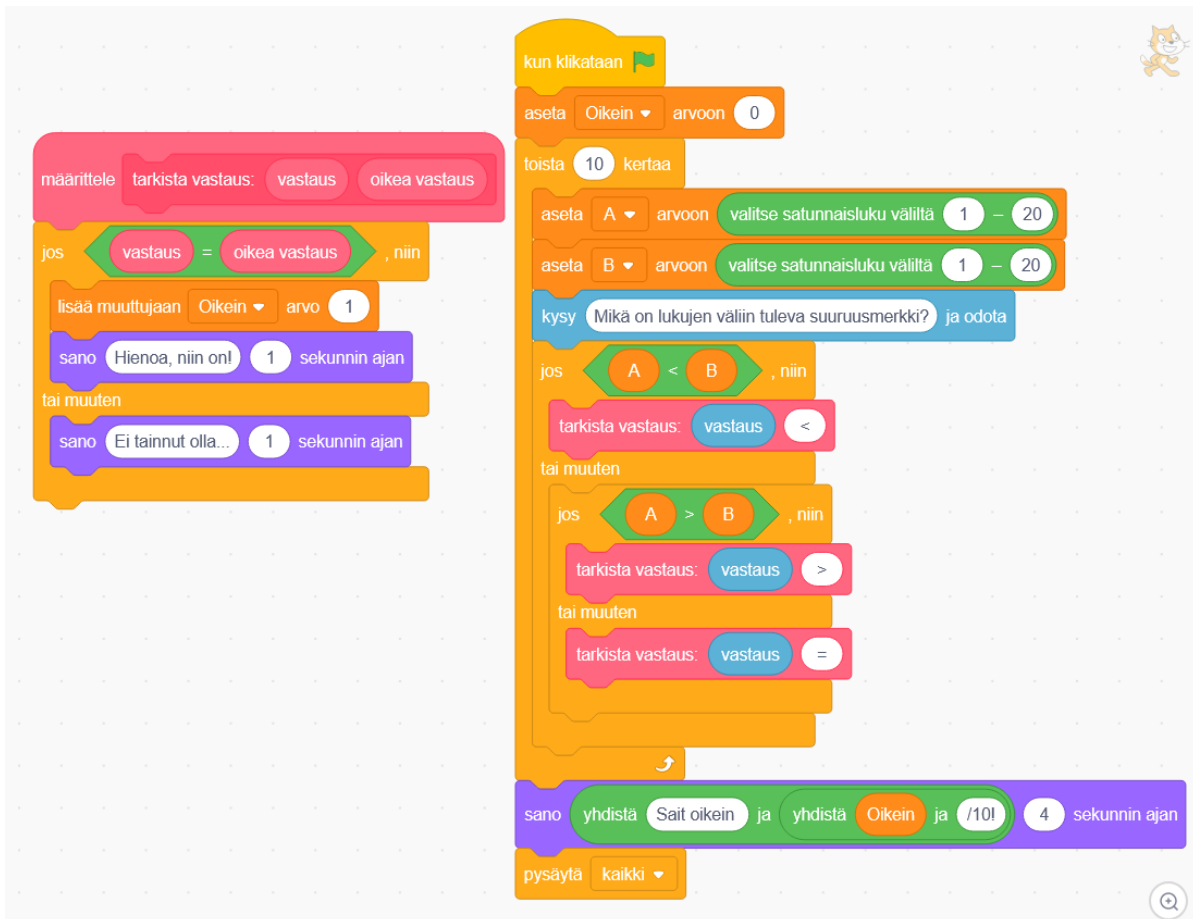 määrittele tarkista vastaus: vastaus oikea vastaus
jos vastaus = oikea vastaus , niin
lisää muuttujaan Oikein arvo 1
sano Hienoa, niin on! 1 sekunnin ajan
tai muuten
sano Ei tainnut olla... 1 sekunnin ajan
kun klikataan
aseta Oikein arvoon 0
toista 10 kertaa
aseta A arvoon valitse satunnaisluku väliltä 1 – 20
aseta B arvoon valitse satunnaisluku väliltä 1 – 20
kysy Mikä on lukujen väliin tuleva suuruusmerkki? ja odota
jos A < B , niin
tarkista vastaus: vastaus <
tai muuten
jos A > B , niin
tarkista vastaus: vastaus >
tai muuten
tarkista vastaus: vastaus =
sano yhdistä Sait oikein ja yhdistä Oikein ja /10! 4 sekunnin ajan
pysäytä kaikki